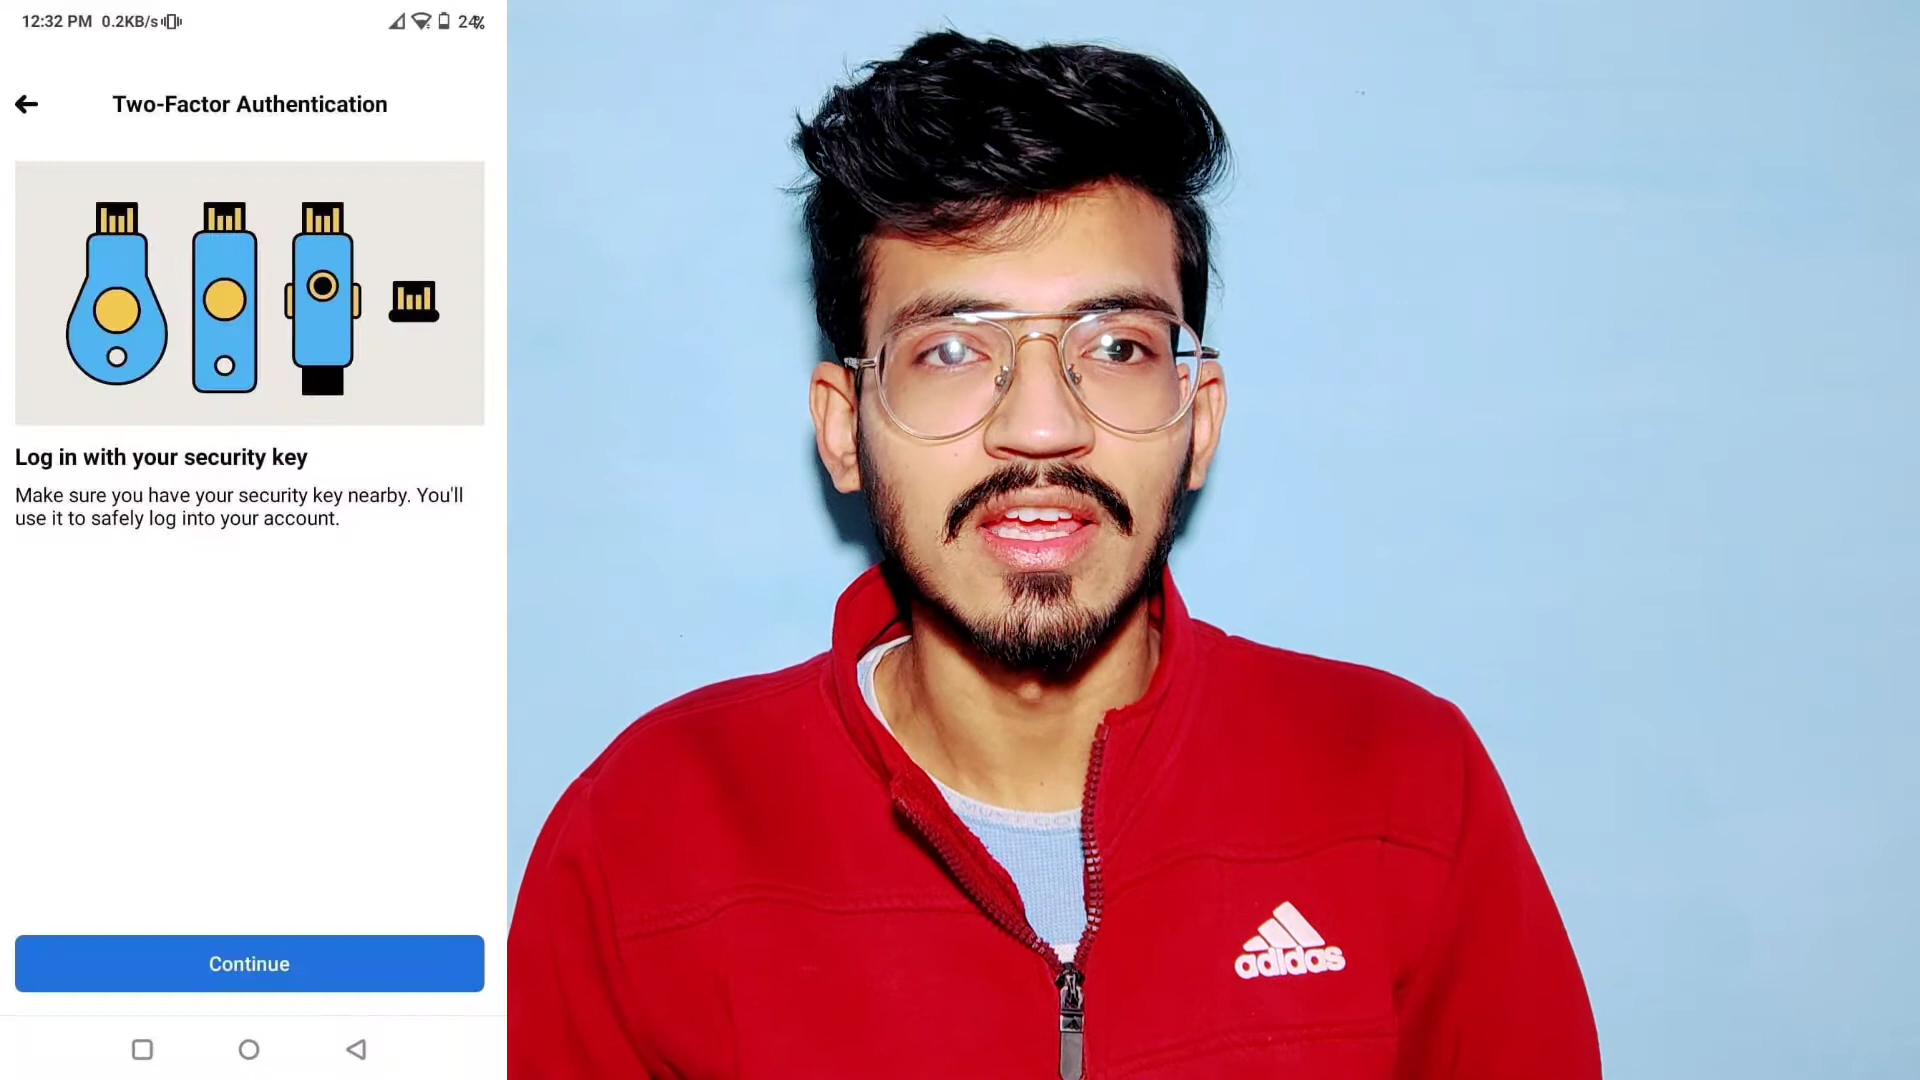 12:32 PM 0.2KB/s 24%
Two-Factor Authentication
Log in with your security key
Make sure you have your security key nearby. You'll
use it to safely log into your account.
Continue
adidas